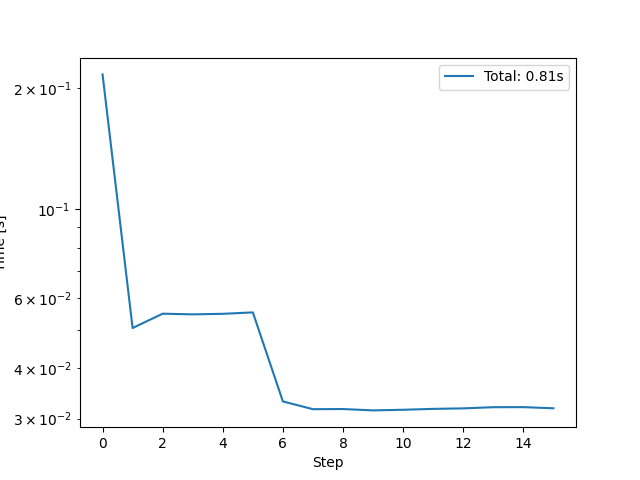 Total: 0.81s
2 × 10⁻¹
10⁻¹
6 × 10⁻²
4 × 10⁻²
3 × 10⁻²
[s]
0 2 4 6 8 10 12 14
Step